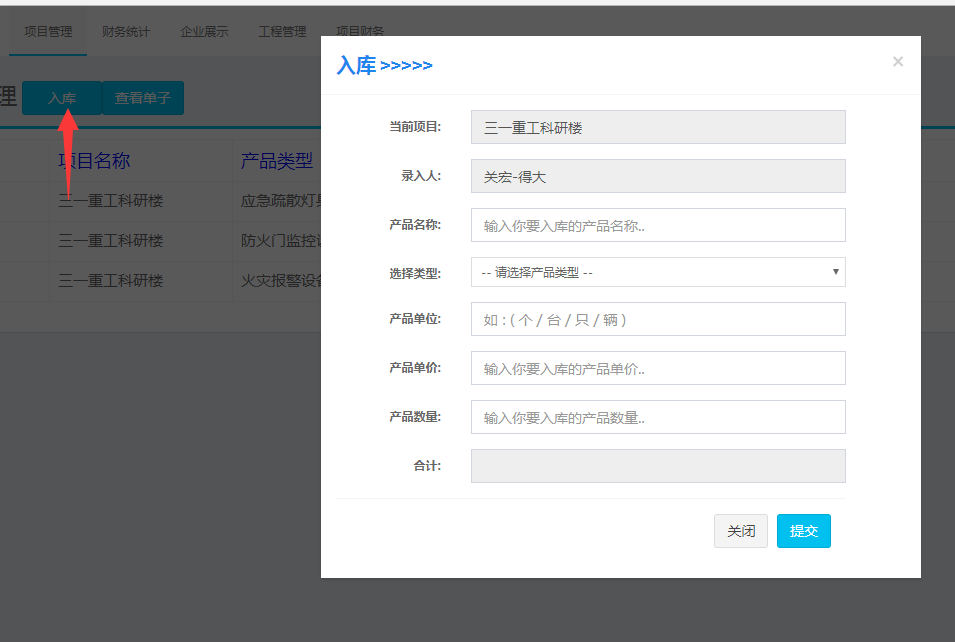 项目管理 财务统计 企业展示 工程管理 项目财务
理 入库 查看单子
项目名称 产品类型
三一重工科研楼 应急疏散灯具
三一重工科研楼 防火门监控
三一重工科研楼 火灾报警设备
入库 >>>>>
×
当前项目: 三一重工科研楼
录入人: 关宏-得大
产品名称: 输入你要入库的产品名称..
选择类型: -- 请选择产品类型 --
产品单位: 如 : ( 个 / 台 / 只 / 辆 )
产品单价: 输入你要入库的产品单价..
产品数量: 输入你要入库的产品数量..
合计:
关闭 提交